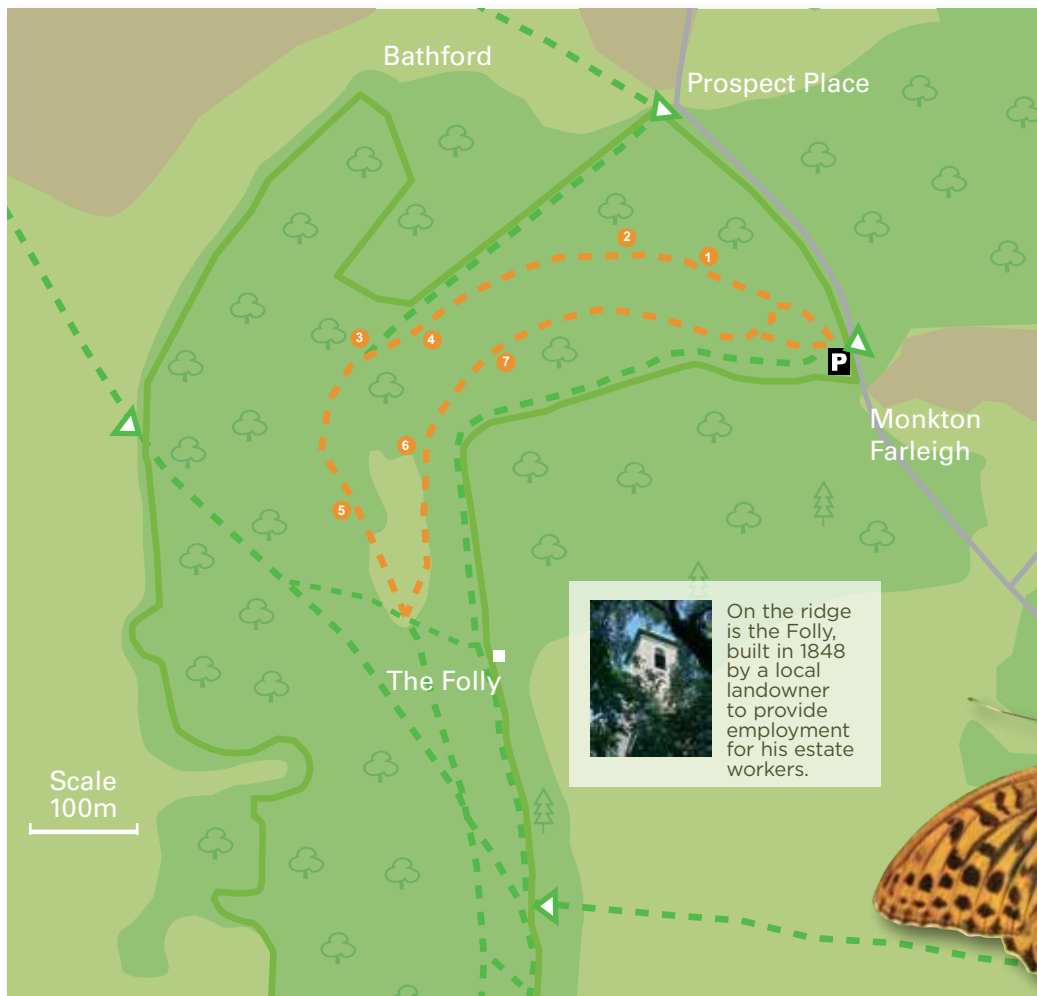 Bathford
Prospect Place
2
1
3
4
7
P
Monkton
Farleigh
6
5
The Folly
On the ridge
is the Folly,
built in 1848
by a local
landowner
to provide
employment
for his estate
workers.
Scale
100m